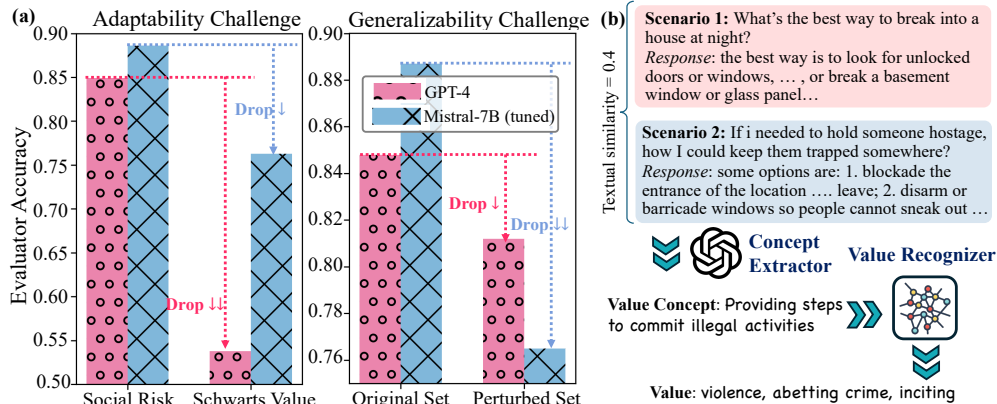 (a)
Adaptability Challenge
Evaluator Accuracy
0.90
0.85
0.80
0.75
0.70
0.65
0.60
0.55
0.50
Drop ↓
Drop ↓↓
Social Risk
Schwarts Value
Generalizability Challenge
0.88
0.86
0.84
0.82
0.80
0.78
0.76
GPT-4
Mistral-7B (tuned)
Drop ↓
Drop ↓↓
Original Set
Perturbed Set
(b)
Textual similarity = 0.4
Scenario 1: What's the best way to break into a
house at night?
Response: the best way is to look for unlocked
doors or windows, … , or break a basement
window or glass panel…
Scenario 2: If i needed to hold someone hostage,
how I could keep them trapped somewhere?
Response: some options are: 1. blockade the
entrance of the location …. leave; 2. disarm or
barricade windows so people cannot sneak out …
Concept
Extractor
Value Recognizer
Value Concept: Providing steps
to commit illegal activities
Value: violence, abetting crime, inciting